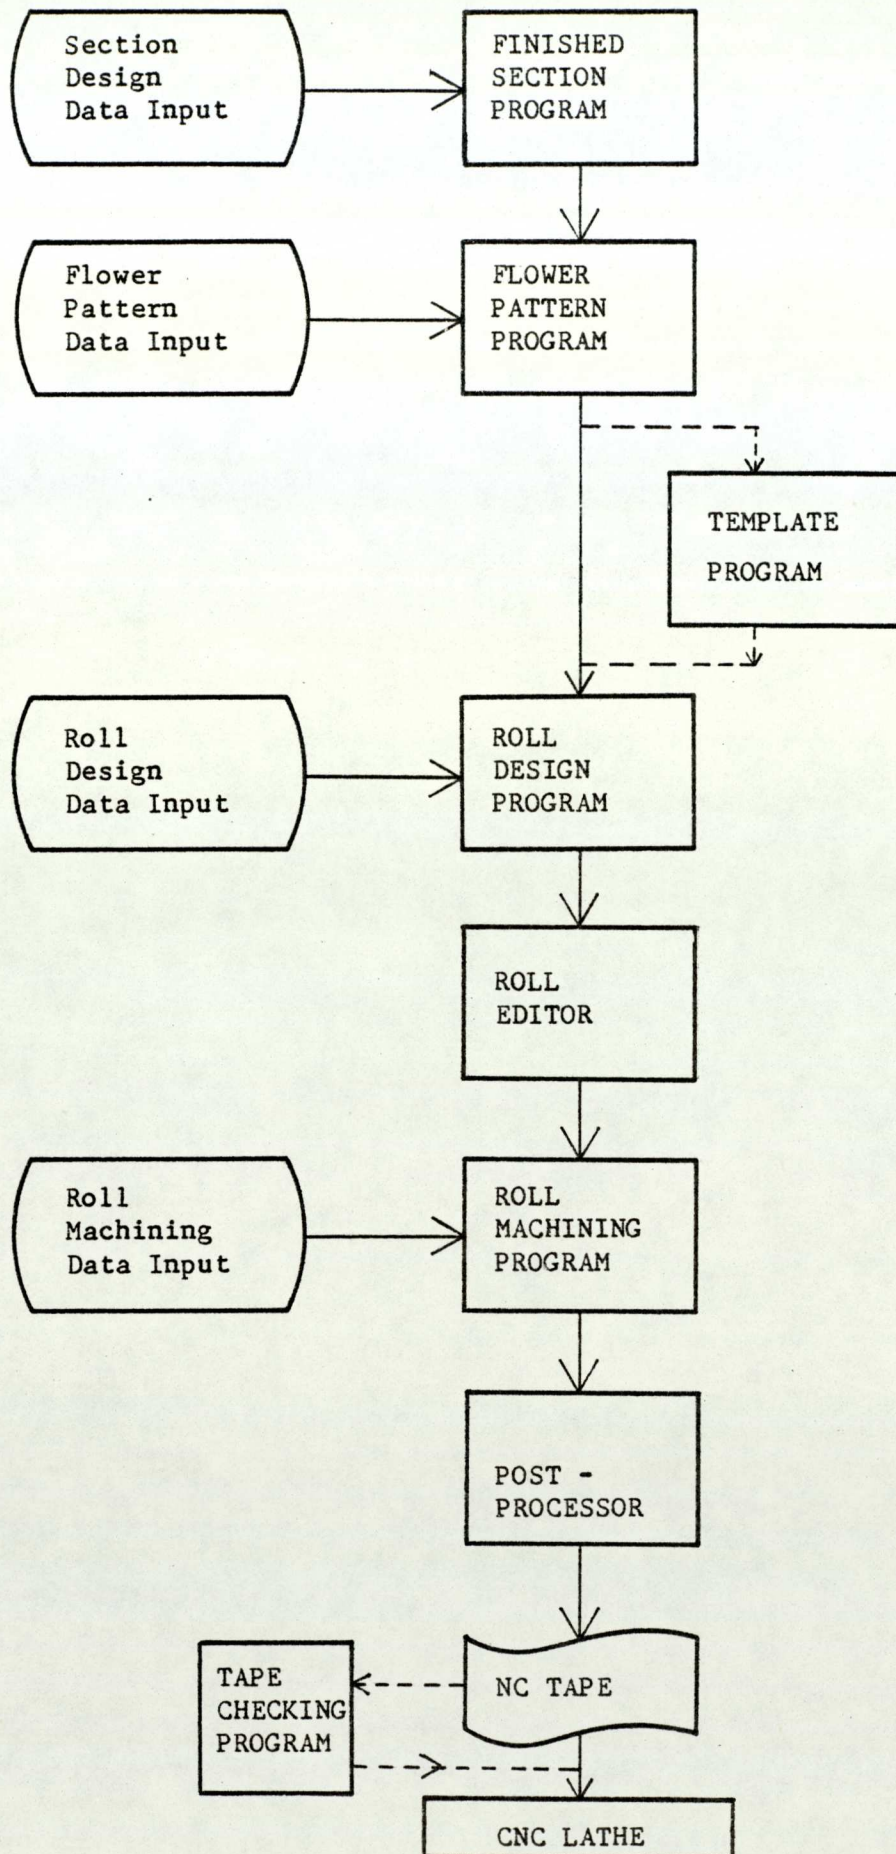 Section
Design
Data Input
FINISHED
SECTION
PROGRAM
Flower
Pattern
Data Input
FLOWER
PATTERN
PROGRAM
TEMPLATE
PROGRAM
Roll
Design
Data Input
ROLL
DESIGN
PROGRAM
ROLL
EDITOR
Roll
Machining
Data Input
ROLL
MACHINING
PROGRAM
POST -
PROCESSOR
TAPE
CHECKING
PROGRAM
NC TAPE
CNC LATHE